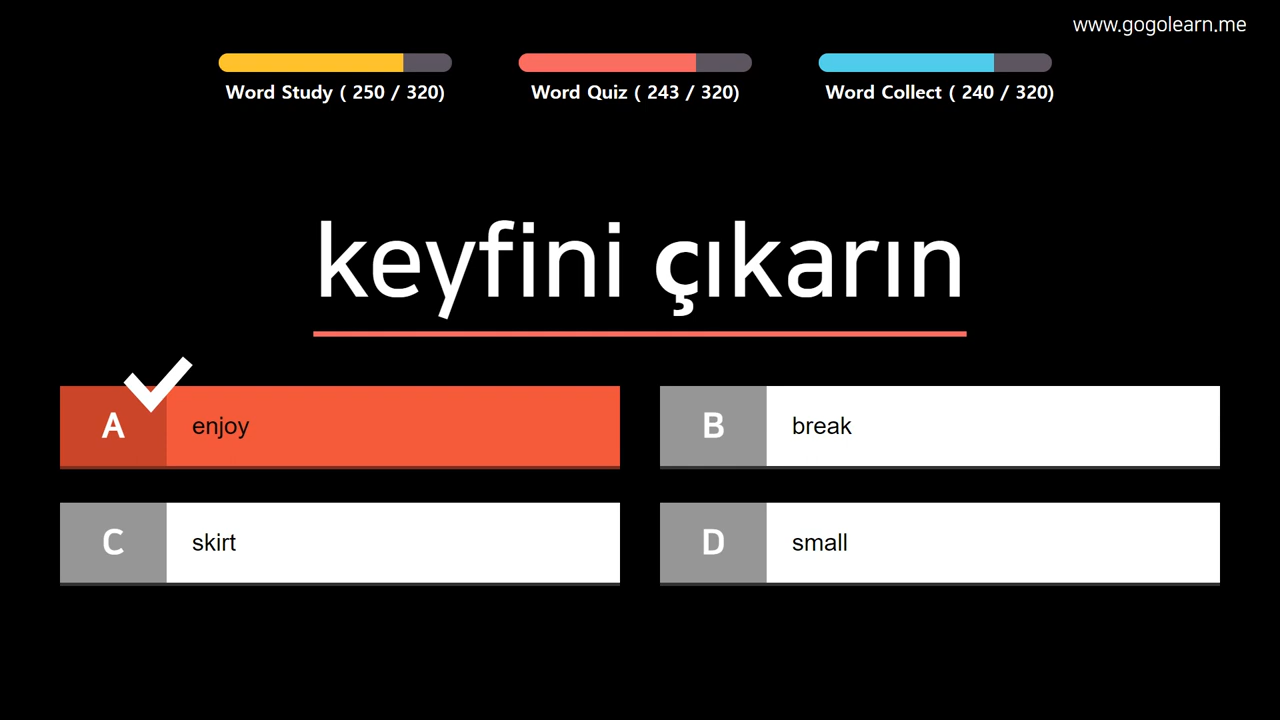 www.gogolearn.me
Word Study ( 250 / 320)
Word Quiz ( 243 / 320)
Word Collect ( 240 / 320)
keyfini çıkarın
A enjoy
B break
C skirt
D small